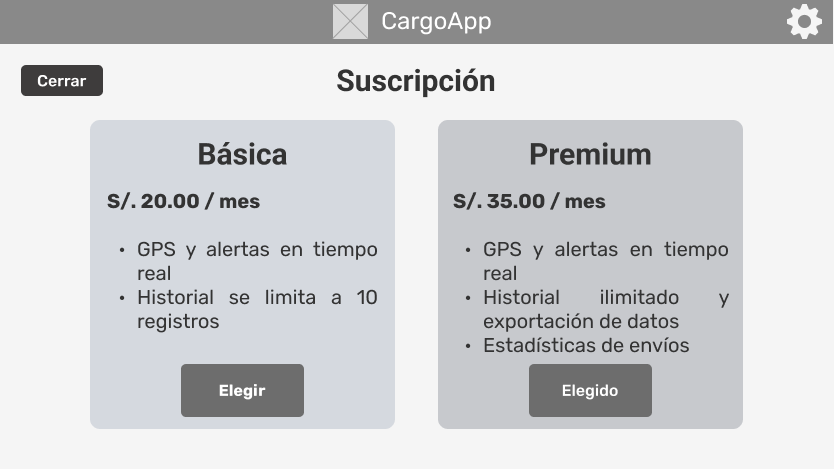 CargoApp
Cerrar
Suscripción
Básica
S/. 20.00 / mes
• GPS y alertas en tiempo
real
• Historial se limita a 10
registros
Elegir
Premium
S/. 35.00 / mes
• GPS y alertas en tiempo
real
• Historial ilimitado y
exportación de datos
• Estadísticas de envíos
Elegido